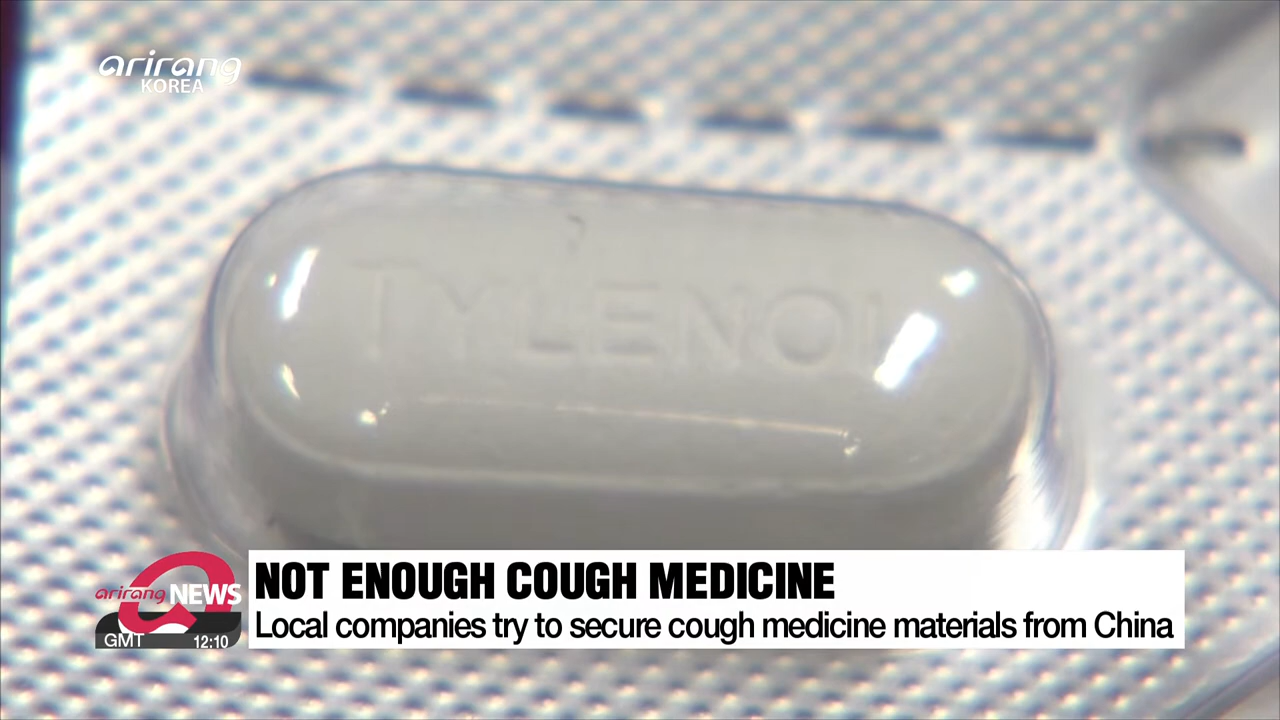 arirang
KOREA
TYLENOL
NOT ENOUGH COUGH MEDICINE
Local companies try to secure cough medicine materials from China
arirang NEWS
GMT 12:10